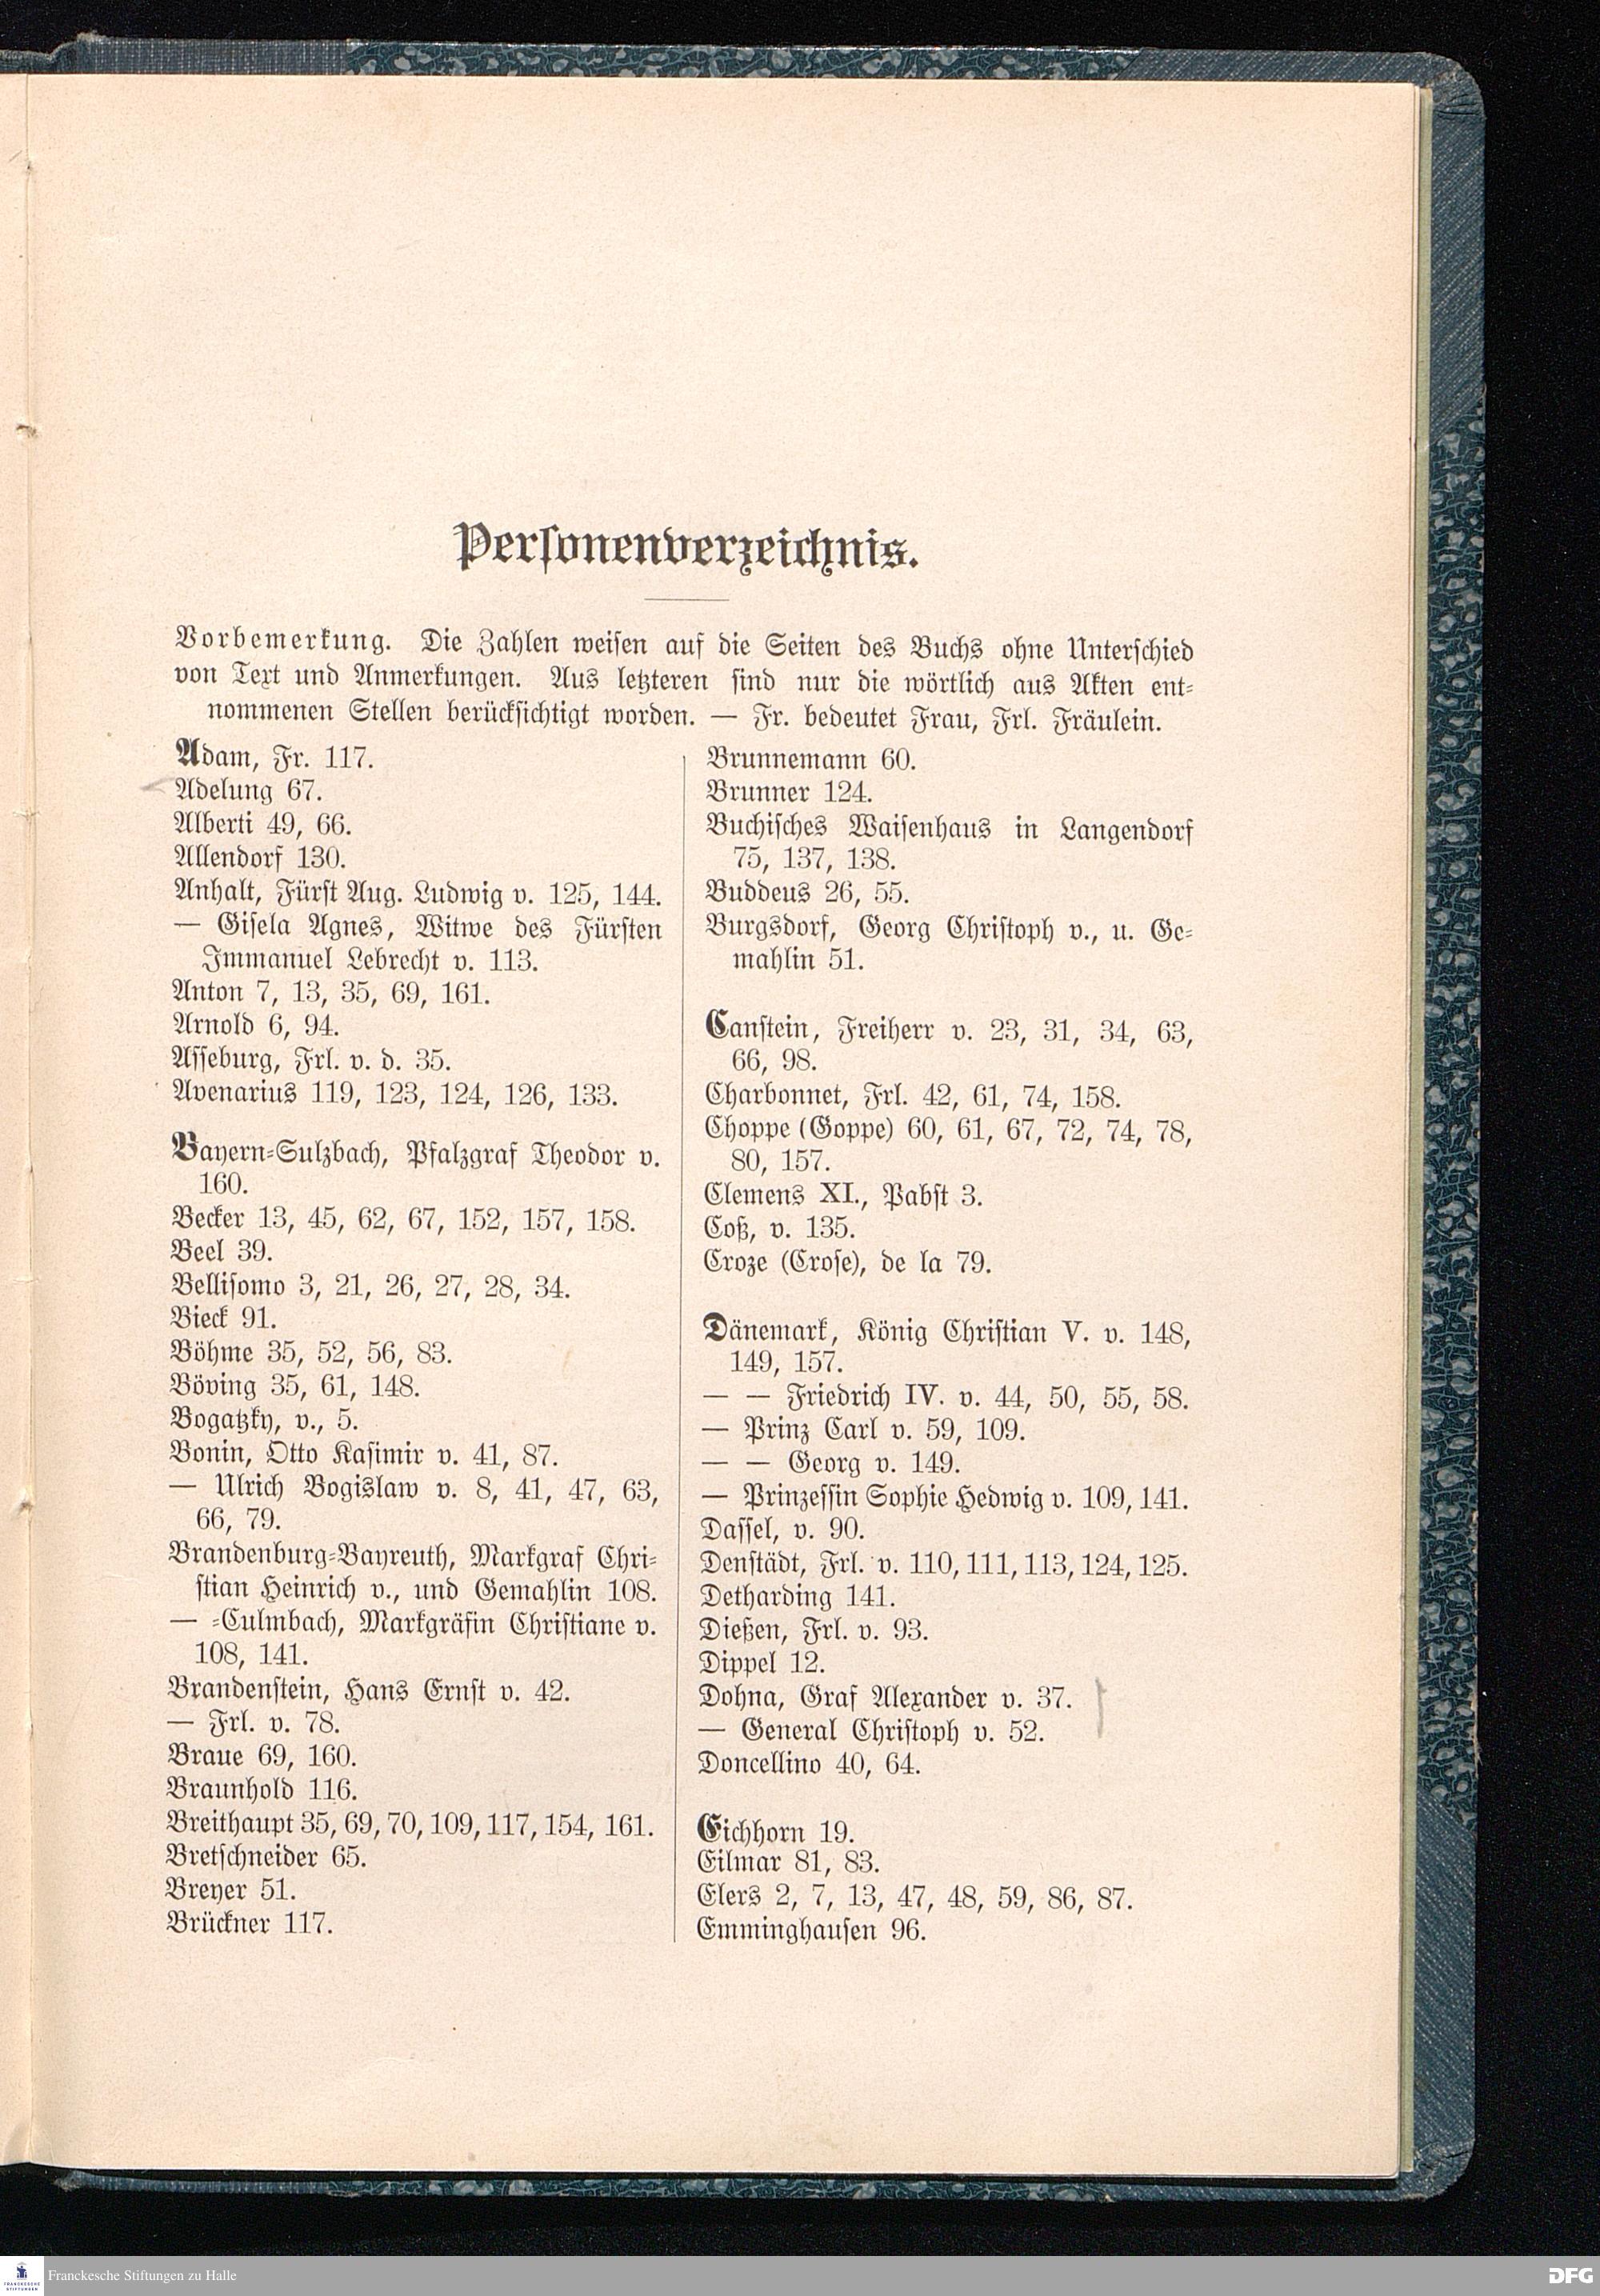 Personenverzeichnis.
Vorbemerkung. Die Zahlen weisen auf die Seiten des Buchs ohne Unterschied
von Text und Anmerkungen. Aus letzteren sind nur die wörtlich aus Akten ent-
nommenen Stellen berücksichtigt worden. — Fr. bedeutet Frau, Frl. Fräulein.
Adam, Fr. 117.
Adelung 67.
Alberti 49, 66.
Allendorf 130.
Anhalt, Fürst Aug. Ludwig v. 125, 144.
— Gisela Agnes, Witwe des Fürsten
Immanuel Lebrecht v. 113.
Anton 7, 13, 35, 69, 161.
Arnold 6, 94.
Asseburg, Frl. v. d. 35.
Avenarius 119, 123, 124, 126, 133.
Bayern-Sulzbach, Pfalzgraf Theodor v.
160.
Becker 13, 45, 62, 67, 152, 157, 158.
Beel 39.
Bellisomo 3, 21, 26, 27, 28, 34.
Bieck 91.
Böhme 35, 52, 56, 83.
Böving 35, 61, 148.
Bogatzky, v., 5.
Bonin, Otto Kasimir v. 41, 87.
— Ulrich Bogislaw v. 8, 41, 47, 63,
66, 79.
Brandenburg-Bayreuth, Markgraf Chri-
stian Heinrich v., und Gemahlin 108.
— -Culmbach, Markgräfin Christiane v.
108, 141.
Brandenstein, Hans Ernst v. 42.
— Frl. v. 78.
Braue 69, 160.
Braunhold 116.
Breithaupt 35, 69, 70, 109, 117, 154, 161.
Bretschneider 65.
Breyer 51.
Brückner 117.
Brunnemann 60.
Brunner 124.
Buchisches Waisenhaus in Langendorf
75, 137, 138.
Buddeus 26, 55.
Burgsdorf, Georg Christoph v., u. Ge-
mahlin 51.
Canstein, Freiherr v. 23, 31, 34, 63,
66, 98.
Charbonnet, Frl. 42, 61, 74, 158.
Choppe (Goppe) 60, 61, 67, 72, 74, 78,
80, 157.
Clemens XI., Pabst 3.
Coß, v. 135.
Croze (Crose), de la 79.
Dänemark, König Christian V. v. 148,
149, 157.
— — Friedrich IV. v. 44, 50, 55, 58.
— Prinz Carl v. 59, 109.
— — Georg v. 149.
— Prinzessin Sophie Hedwig v. 109, 141.
Dassel, v. 90.
Denstädt, Frl. v. 110, 111, 113, 124, 125.
Detharding 141.
Dießen, Frl. v. 93.
Dippel 12.
Dohna, Graf Alexander v. 37.
— General Christoph v. 52.
Doncellino 40, 64.
Eichhorn 19.
Eilmar 81, 83.
Elers 2, 7, 13, 47, 48, 59, 86, 87.
Emminghausen 96.
FRANCKESCHE
STIFTUNGEN
Franckesche Stiftungen zu Halle
DFG